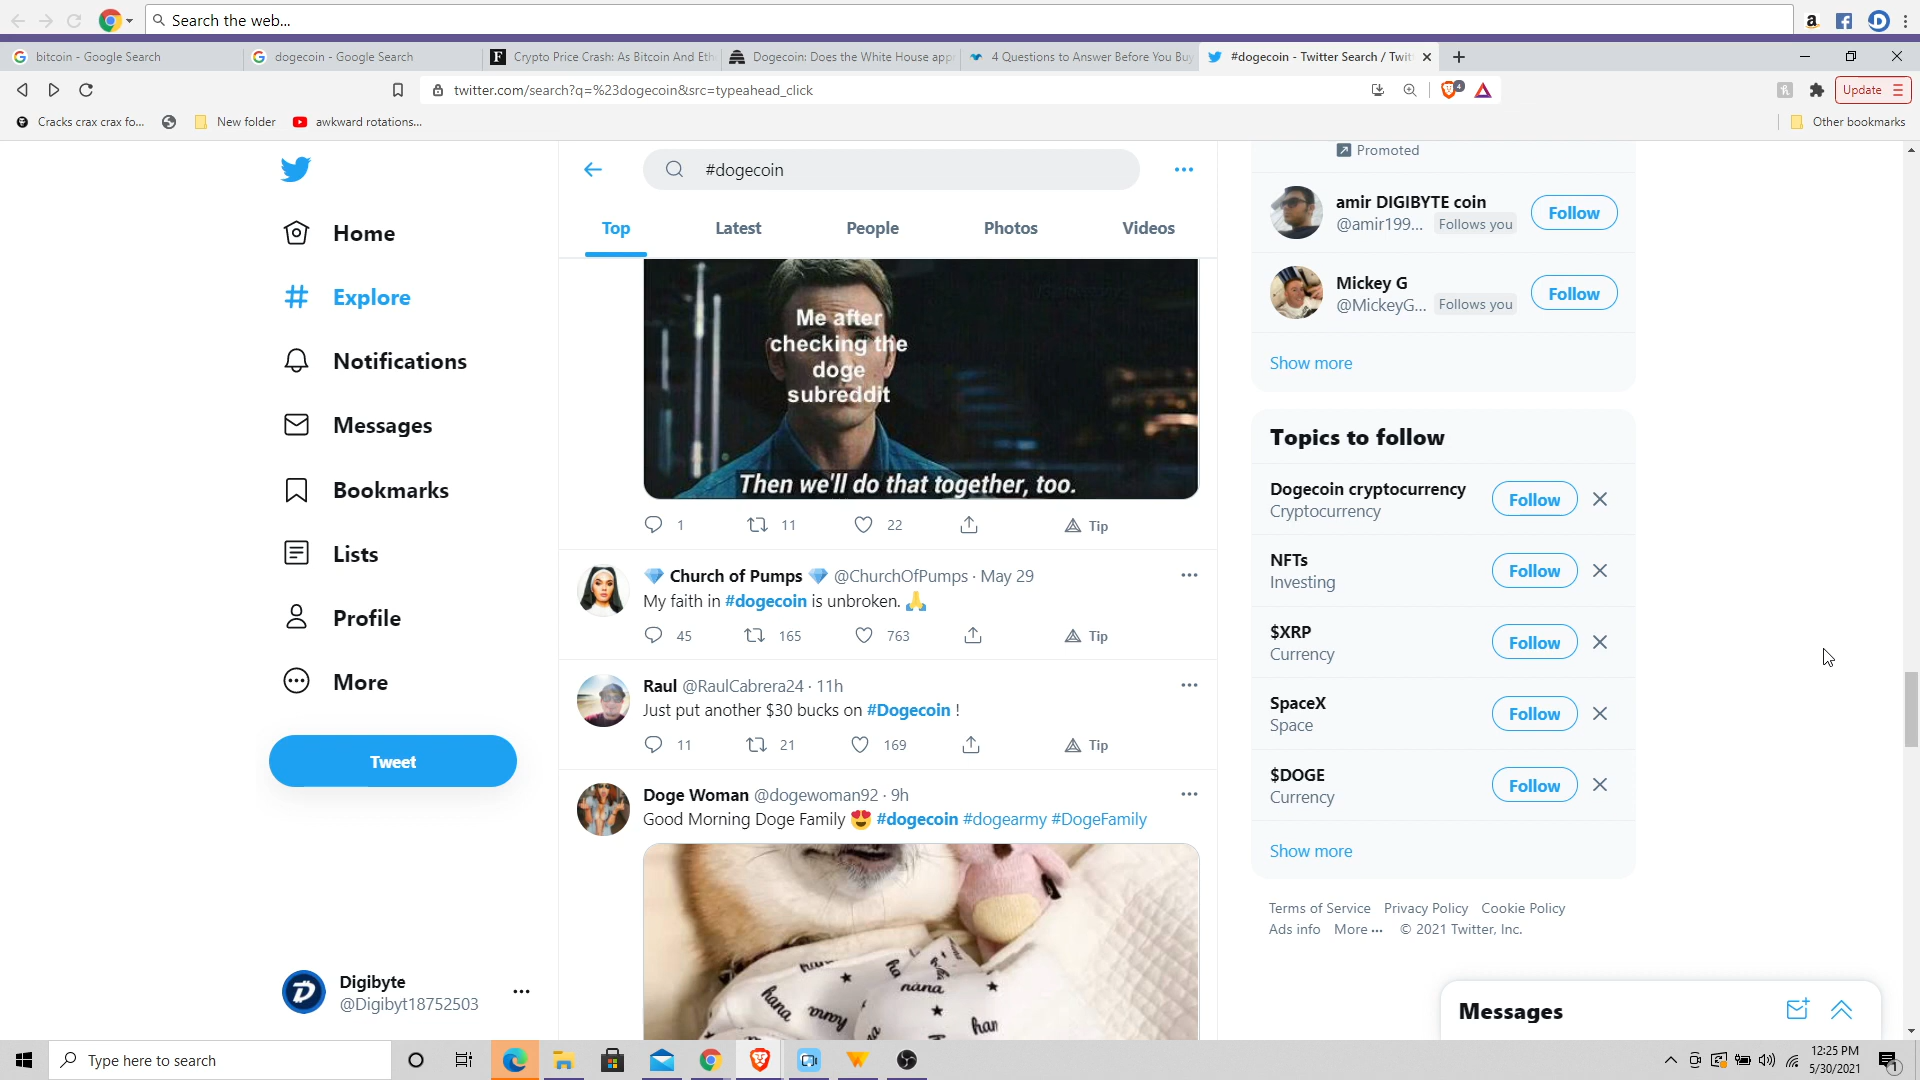 Search the web...
bitcoin - Google Search
dogecoin - Google Search
Crypto Price Crash: As Bitcoin And Eth
Dogecoin: Does the White House app
4 Questions to Answer Before You Buy
#dogecoin - Twitter Search / Twit
twitter.com/search?q=%23dogecoin&src=typeahead_click
4
Update
Cracks crax crax fo...
New folder
awkward rotations...
Other bookmarks
Home
Explore
Notifications
Messages
Bookmarks
Lists
Profile
More
Tweet
Digibyte
@Digibyt18752503
#dogecoin
Top
Latest
People
Photos
Videos
Me after
checking the
doge
subreddit
Then we'll do that together, too.
1
11
22
Tip
Church of Pumps @ChurchOfPumps · May 29
My faith in #dogecoin is unbroken.
45
165
763
Tip
Raul @RaulCabrera24 · 11h
Just put another $30 bucks on #Dogecoin !
11
21
169
Tip
Doge Woman @dogewoman92 · 9h
Good Morning Doge Family #dogecoin #dogearmy #DogeFamily
nana
Promoted
amir DIGIBYTE coin
@amir199... Follows you
Follow
Mickey G
@MickeyG... Follows you
Follow
Show more
Topics to follow
Dogecoin cryptocurrency
Cryptocurrency
Follow
NFTs
Investing
Follow
$XRP
Currency
Follow
SpaceX
Space
Follow
$DOGE
Currency
Follow
Show more
Terms of Service Privacy Policy Cookie Policy
Ads info More ··· © 2021 Twitter, Inc.
Messages
Type here to search
12:25 PM
5/30/2021
1